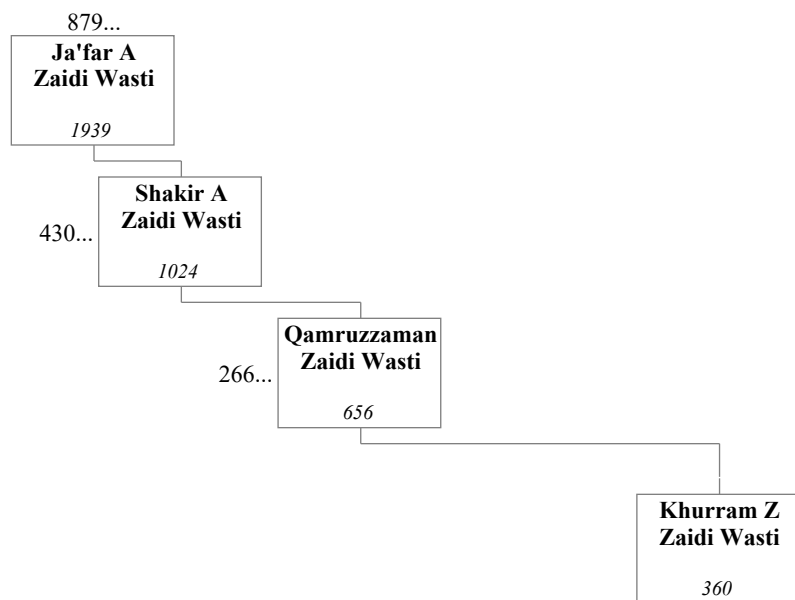 879...
Ja'far A
Zaidi Wasti
1939
Shakir A
Zaidi Wasti
430...
1024
Qamruzzaman
Zaidi Wasti
266...
656
Khurram Z
Zaidi Wasti
360